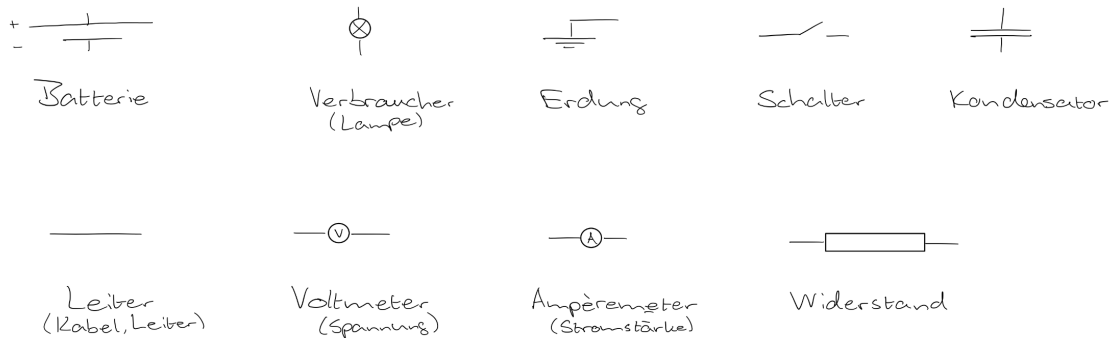 +
-
Batterie
Verbraucher
(Lampe)
Erdung
Schalter
Kondensator
V
A
Leiter
(Kabel, Leiter)
Voltmeter
(Spannung)
Ampèremeter
(Stromstärke)
Widerstand